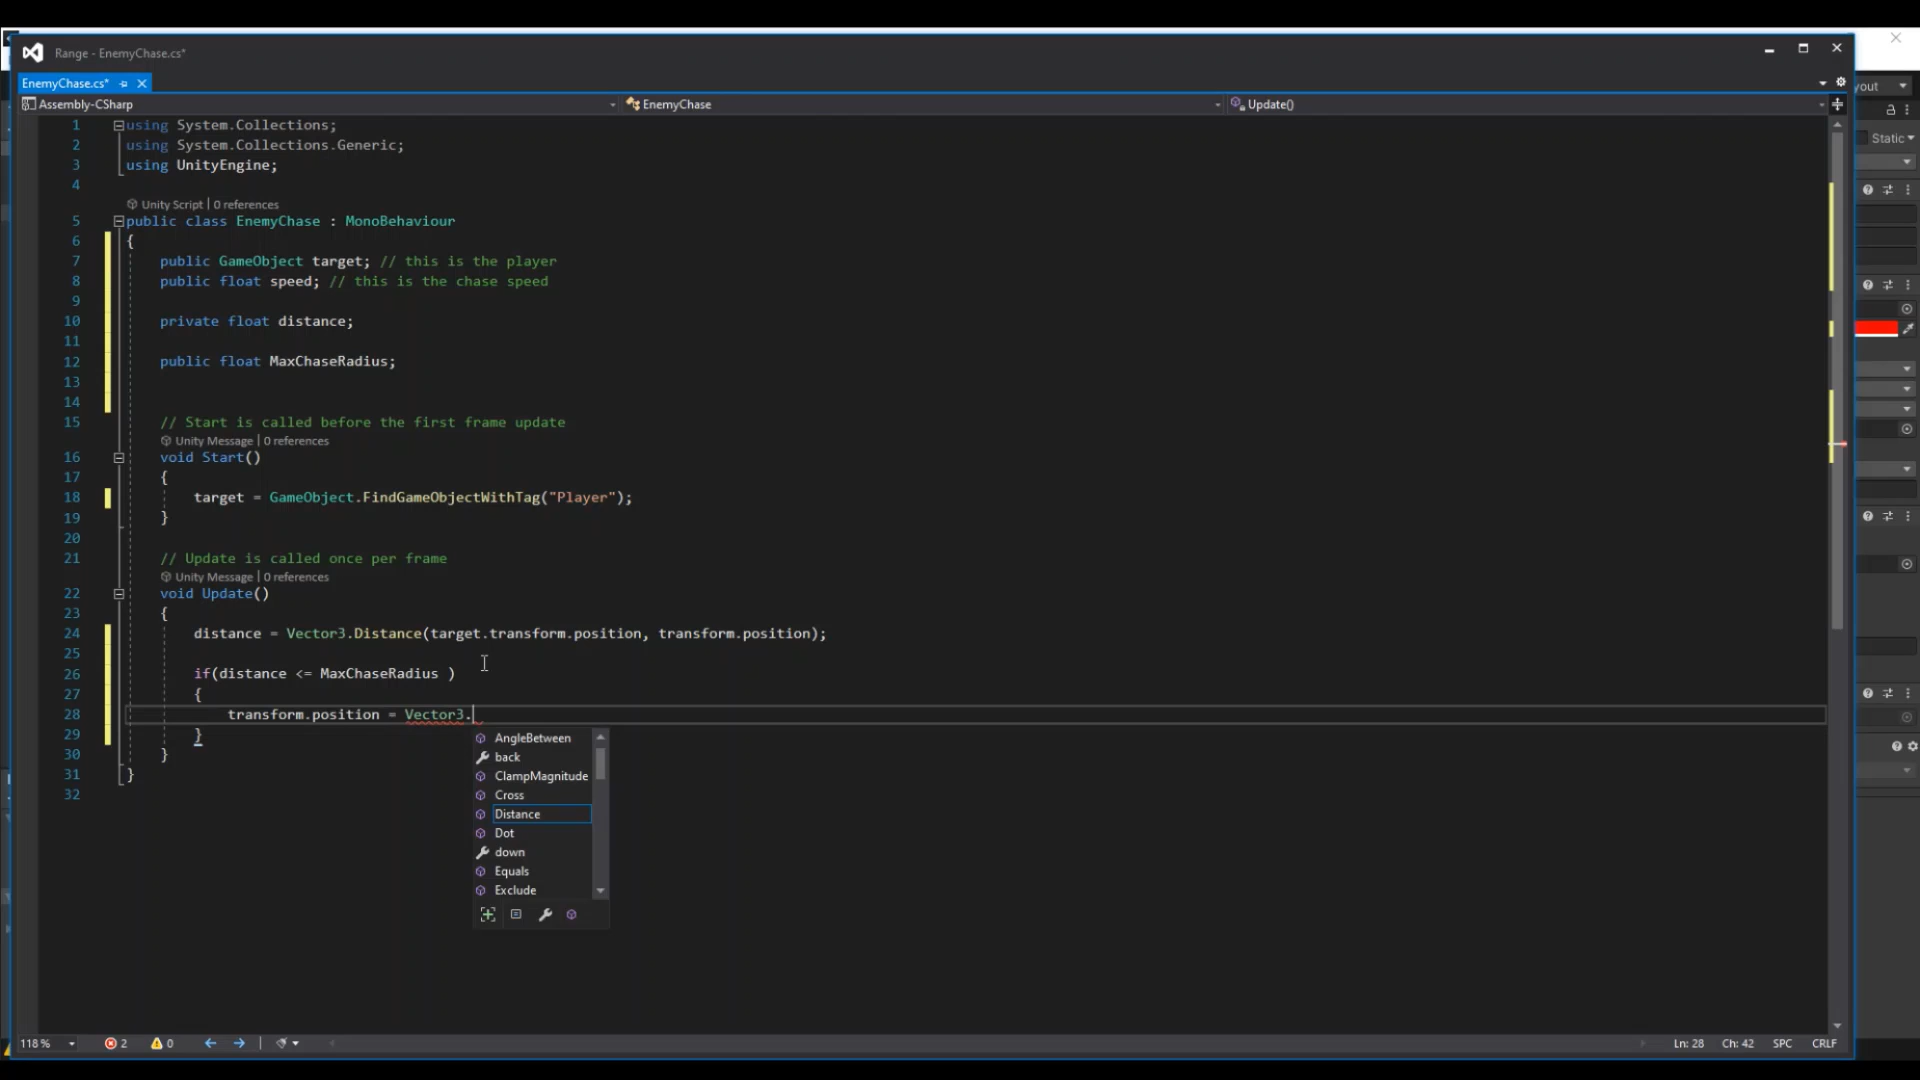 Range - EnemyChase.cs*
EnemyChase.cs*
Assembly-CSharp EnemyChase Update()
yout
Static
1 using System.Collections;
2 using System.Collections.Generic;
3 using UnityEngine;
4
Unity Script | 0 references
5 public class EnemyChase : MonoBehaviour
6 {
7 public GameObject target; // this is the player
8 public float speed; // this is the chase speed
9
10 private float distance;
11
12 public float MaxChaseRadius;
13
14
15 // Start is called before the first frame update
Unity Message | 0 references
16 void Start()
17 {
18 target = GameObject.FindGameObjectWithTag("Player");
19 }
20
21 // Update is called once per frame
Unity Message | 0 references
22 void Update()
23 {
24 distance = Vector3.Distance(target.transform.position, transform.position);
25
26 if(distance <= MaxChaseRadius )
27 {
28 transform.position = Vector3.
29 }
30 }
31 }
32
AngleBetween
back
ClampMagnitude
Cross
Distance
Dot
down
Equals
Exclude
118 % 2 0 Ln: 28 Ch: 42 SPC CRLF